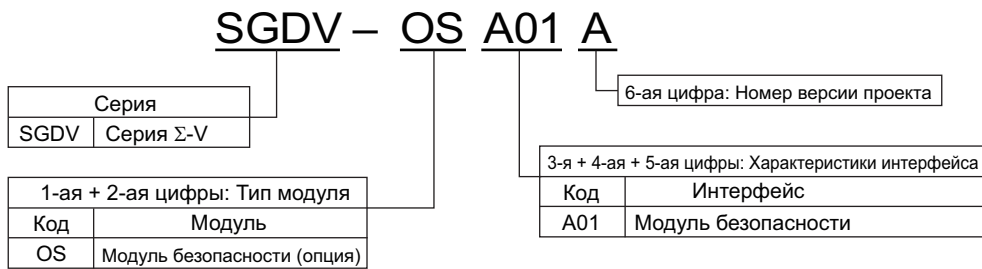 SGDV – OS A01 A
6-ая цифра: Номер версии проекта
Серия
SGDV Серия Σ-V
3-я + 4-ая + 5-ая цифры: Характеристики интерфейса
Код Интерфейс
A01 Модуль безопасности
1-ая + 2-ая цифры: Тип модуля
Код Модуль
OS Модуль безопасности (опция)